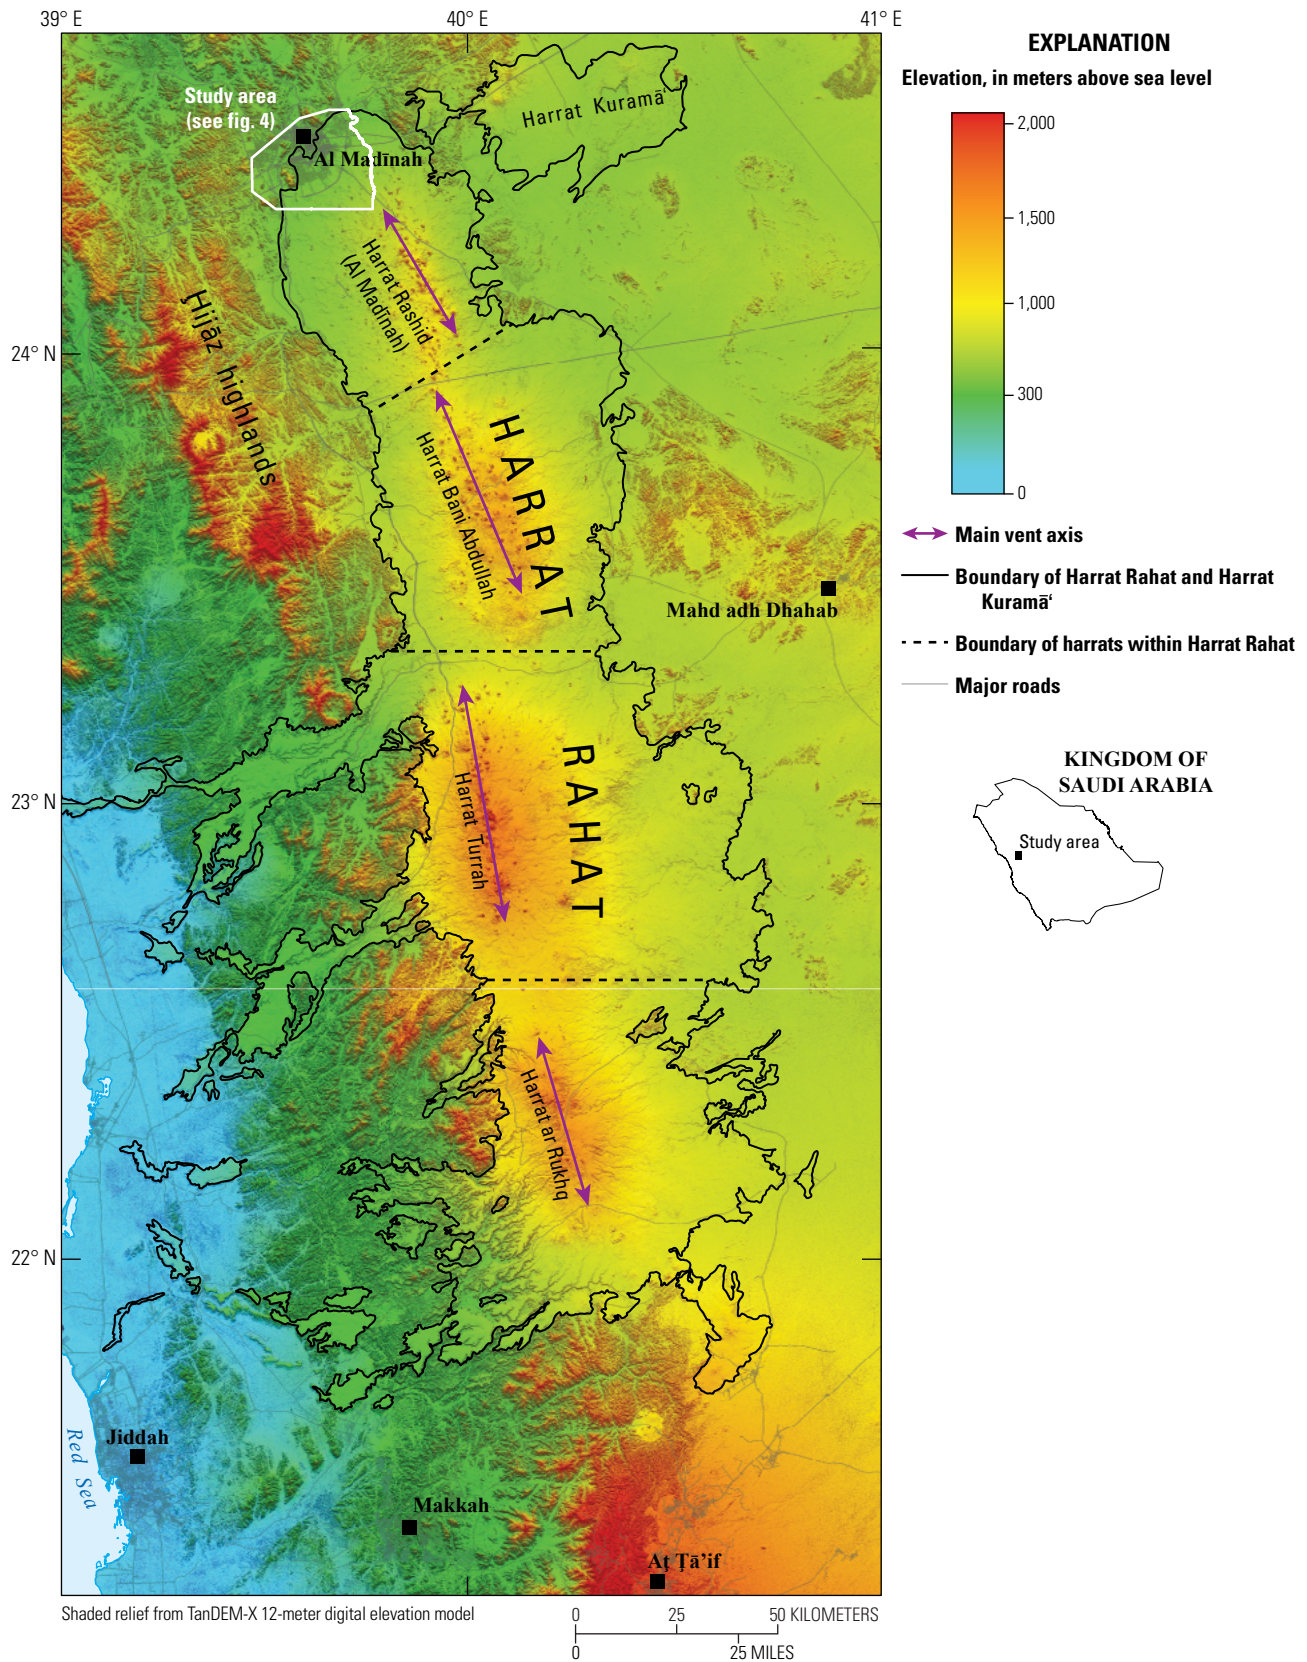 39° E
40° E
41° E
EXPLANATION
Elevation, in meters above sea level
2,000
1,500
1,000
300
0
Main vent axis
Boundary of Harrat Rahat and Harrat
Kuramā‘
Boundary of harrats within Harrat Rahat
Major roads
KINGDOM OF
SAUDI ARABIA
Study area
Study area
(see fig. 4)
Harrat Kuramā‘
Al Madīnah
Harrat Rashid
(Al Madīnah)
Ḩijāz highlands
24° N
HARRAT
Harrat Bani Abdullah
Mahd adh Dhahab
RAHAT
Harrat Turrah
23° N
Harrat ar Rukhq
22° N
Jiddah
Red Sea
Makkah
Aţ Ţā’if
Shaded relief from TanDEM-X 12-meter digital elevation model
0 25 50 KILOMETERS
0 25 MILES